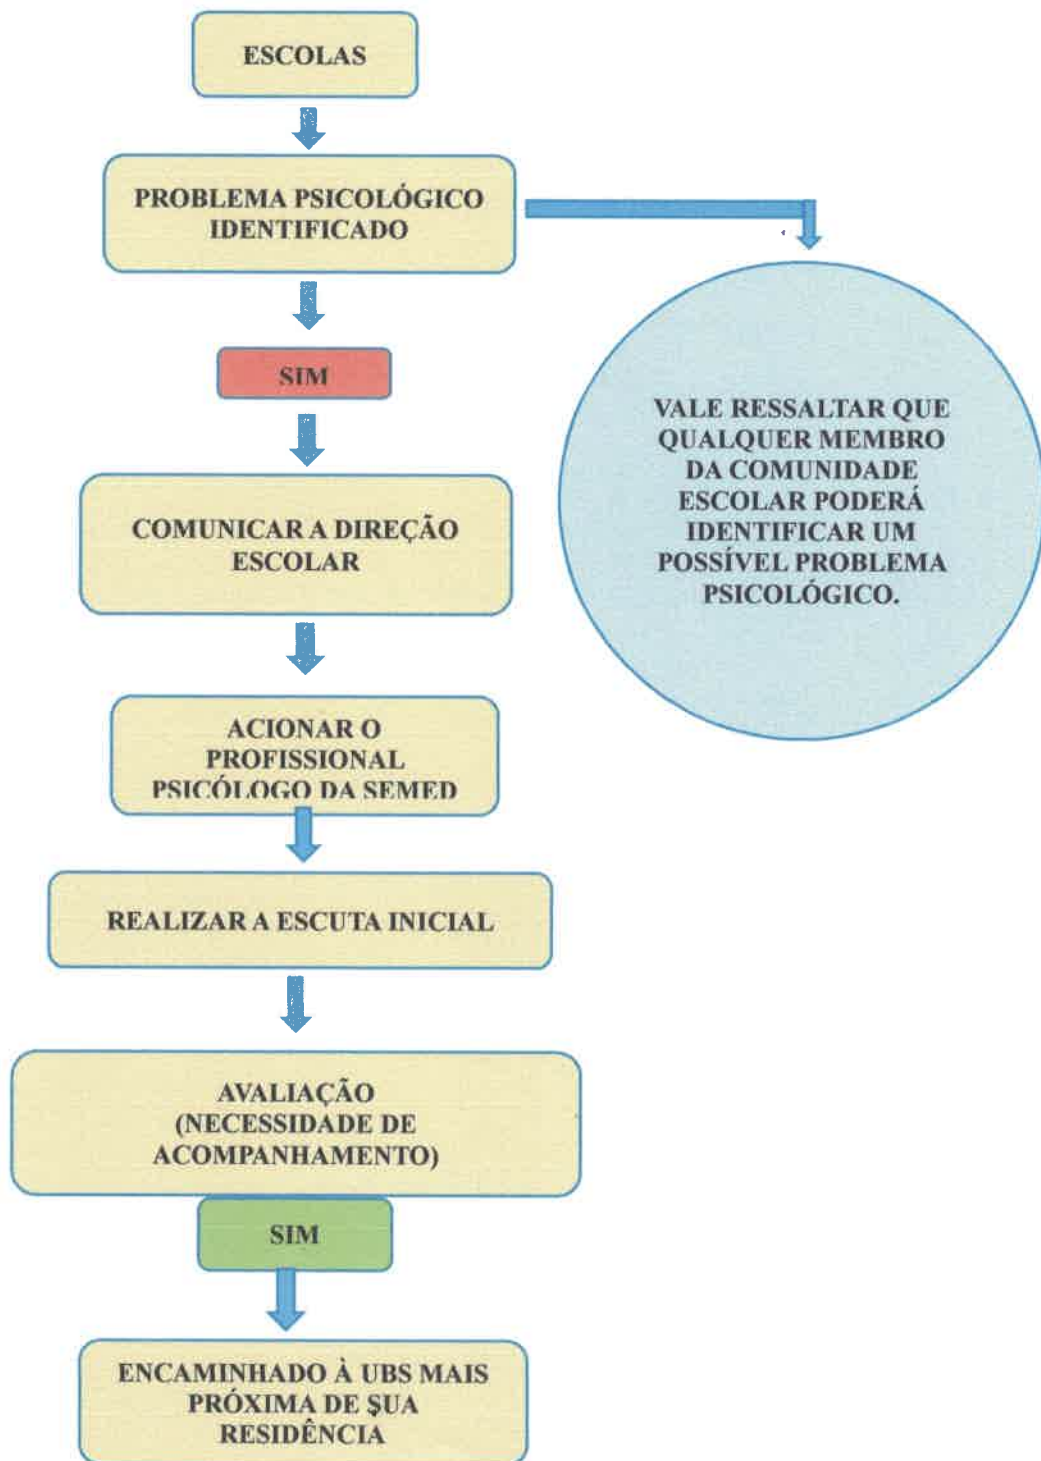 ESCOLAS
PROBLEMA PSICOLÓGICO
IDENTIFICADO
SIM
VALE RESSALTAR QUE
QUALQUER MEMBRO
DA COMUNIDADE
ESCOLAR PODERÁ
IDENTIFICAR UM
POSSÍVEL PROBLEMA
PSICOLÓGICO.
COMUNICAR A DIREÇÃO
ESCOLAR
ACIONAR O
PROFISSIONAL
PSICÓLOGO DA SEMED
REALIZAR A ESCUTA INICIAL
AVALIAÇÃO
(NECESSIDADE DE
ACOMPANHAMENTO)
SIM
ENCAMINHADO À UBS MAIS
PRÓXIMA DE SUA
RESIDÊNCIA